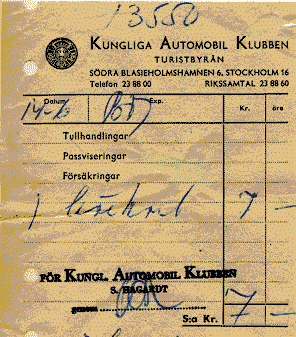 13550
KUNGLIGA AUTOMOBIL KLUBBEN
TURISTBYRÅN
SÖDRA BLASIEHOLMSHAMNEN 6, STOCKHOLM 16
Telefon 23 88 00 RIKSSAMTAL 23 88 60
Datum Exp. Kr. öre
Tullhandlingar
Passviseringar
Försäkringar
1 7 –
FÖR KUNGL. AUTOMOBIL KLUBBEN
S. HAGARDT
genom
S:a Kr. 7 –